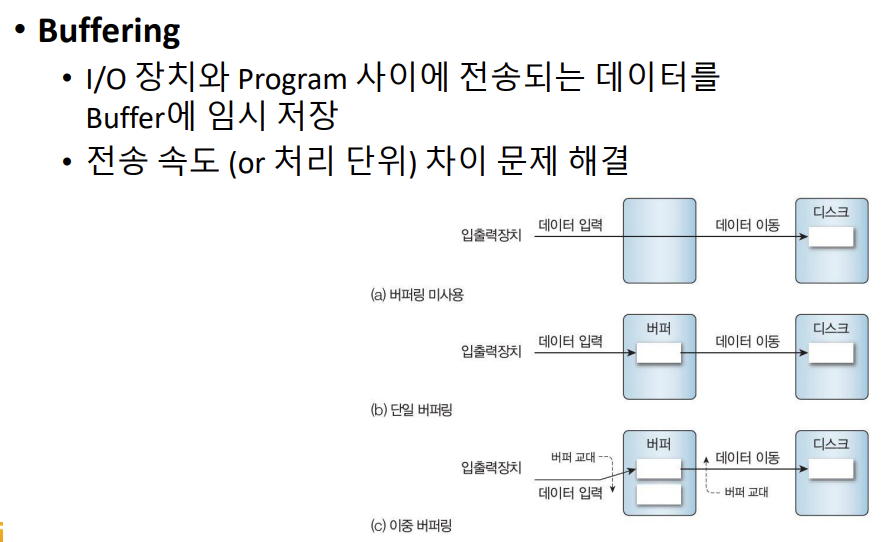 • Buffering
• I/O 장치와 Program 사이에 전송되는 데이터를
Buffer에 임시 저장
• 전송 속도 (or 처리 단위) 차이 문제 해결
입출력장치 데이터 입력 데이터 이동 디스크
(a) 버퍼링 미사용
입출력장치 데이터 입력 버퍼 데이터 이동 디스크
(b) 단일 버퍼링
입출력장치 버퍼 교대 데이터 입력 버퍼 데이터 이동 버퍼 교대 디스크
(c) 이중 버퍼링